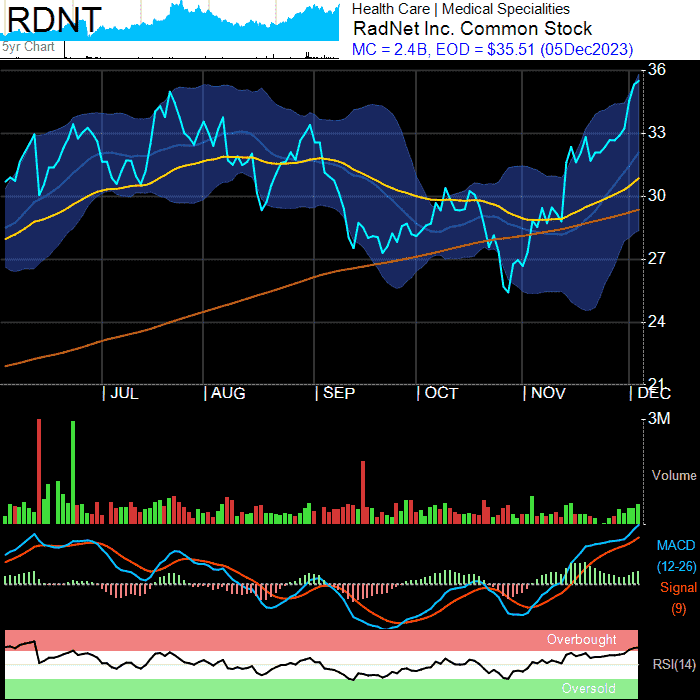 RDNT
5yr Chart
Health Care | Medical Specialities
RadNet Inc. Common Stock
MC = 2.4B, EOD = $35.51 (05Dec2023)
36
33
30
27
24
21
| JUL | AUG | SEP | OCT | NOV | DEC
3M
Volume
MACD
(12-26)
Signal
(9)
Overbought
RSI(14)
Oversold